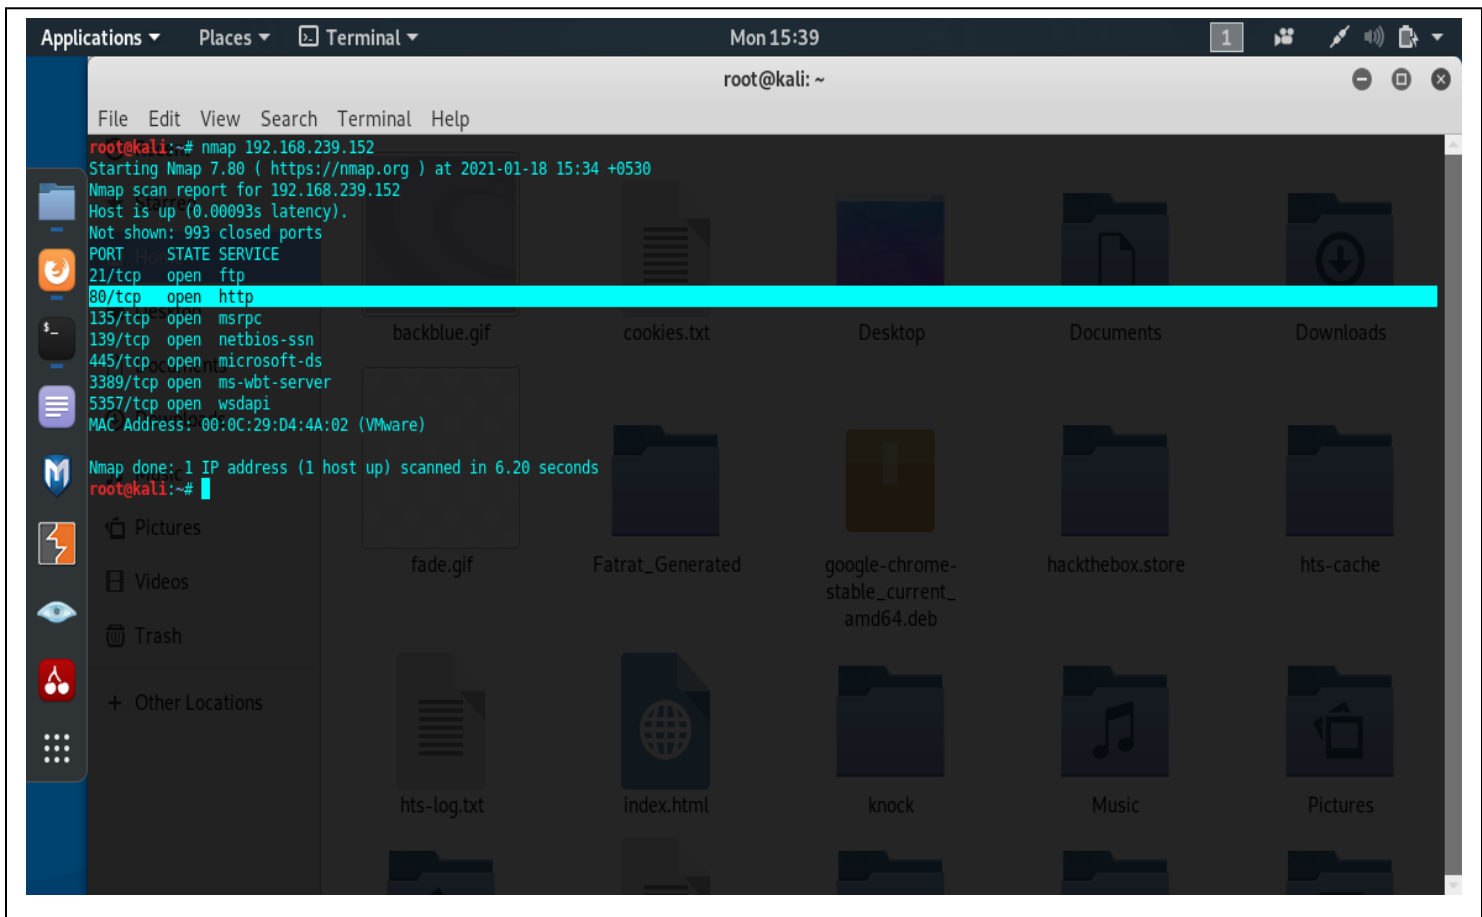 Applications Places Terminal Mon 15:39 1
root@kali: ~
File Edit View Search Terminal Help
root@kali:~# nmap 192.168.239.152
Starting Nmap 7.80 ( https://nmap.org ) at 2021-01-18 15:34 +0530
Nmap scan report for 192.168.239.152
Host is up (0.00093s latency).
Not shown: 993 closed ports
PORT STATE SERVICE
21/tcp open ftp
80/tcp open http
135/tcp open msrpc
139/tcp open netbios-ssn
445/tcp open microsoft-ds
3389/tcp open ms-wbt-server
5357/tcp open wsdapi
MAC Address: 00:0C:29:D4:4A:02 (VMware)
Nmap done: 1 IP address (1 host up) scanned in 6.20 seconds
root@kali:~#
backblue.gif cookies.txt Desktop Documents Downloads
Pictures
Videos
Trash
+ Other Locations
fade.gif Fatrat_Generated google-chrome-stable_current_amd64.deb hackthebox.store hts-cache
hts-log.txt index.html knock Music Pictures